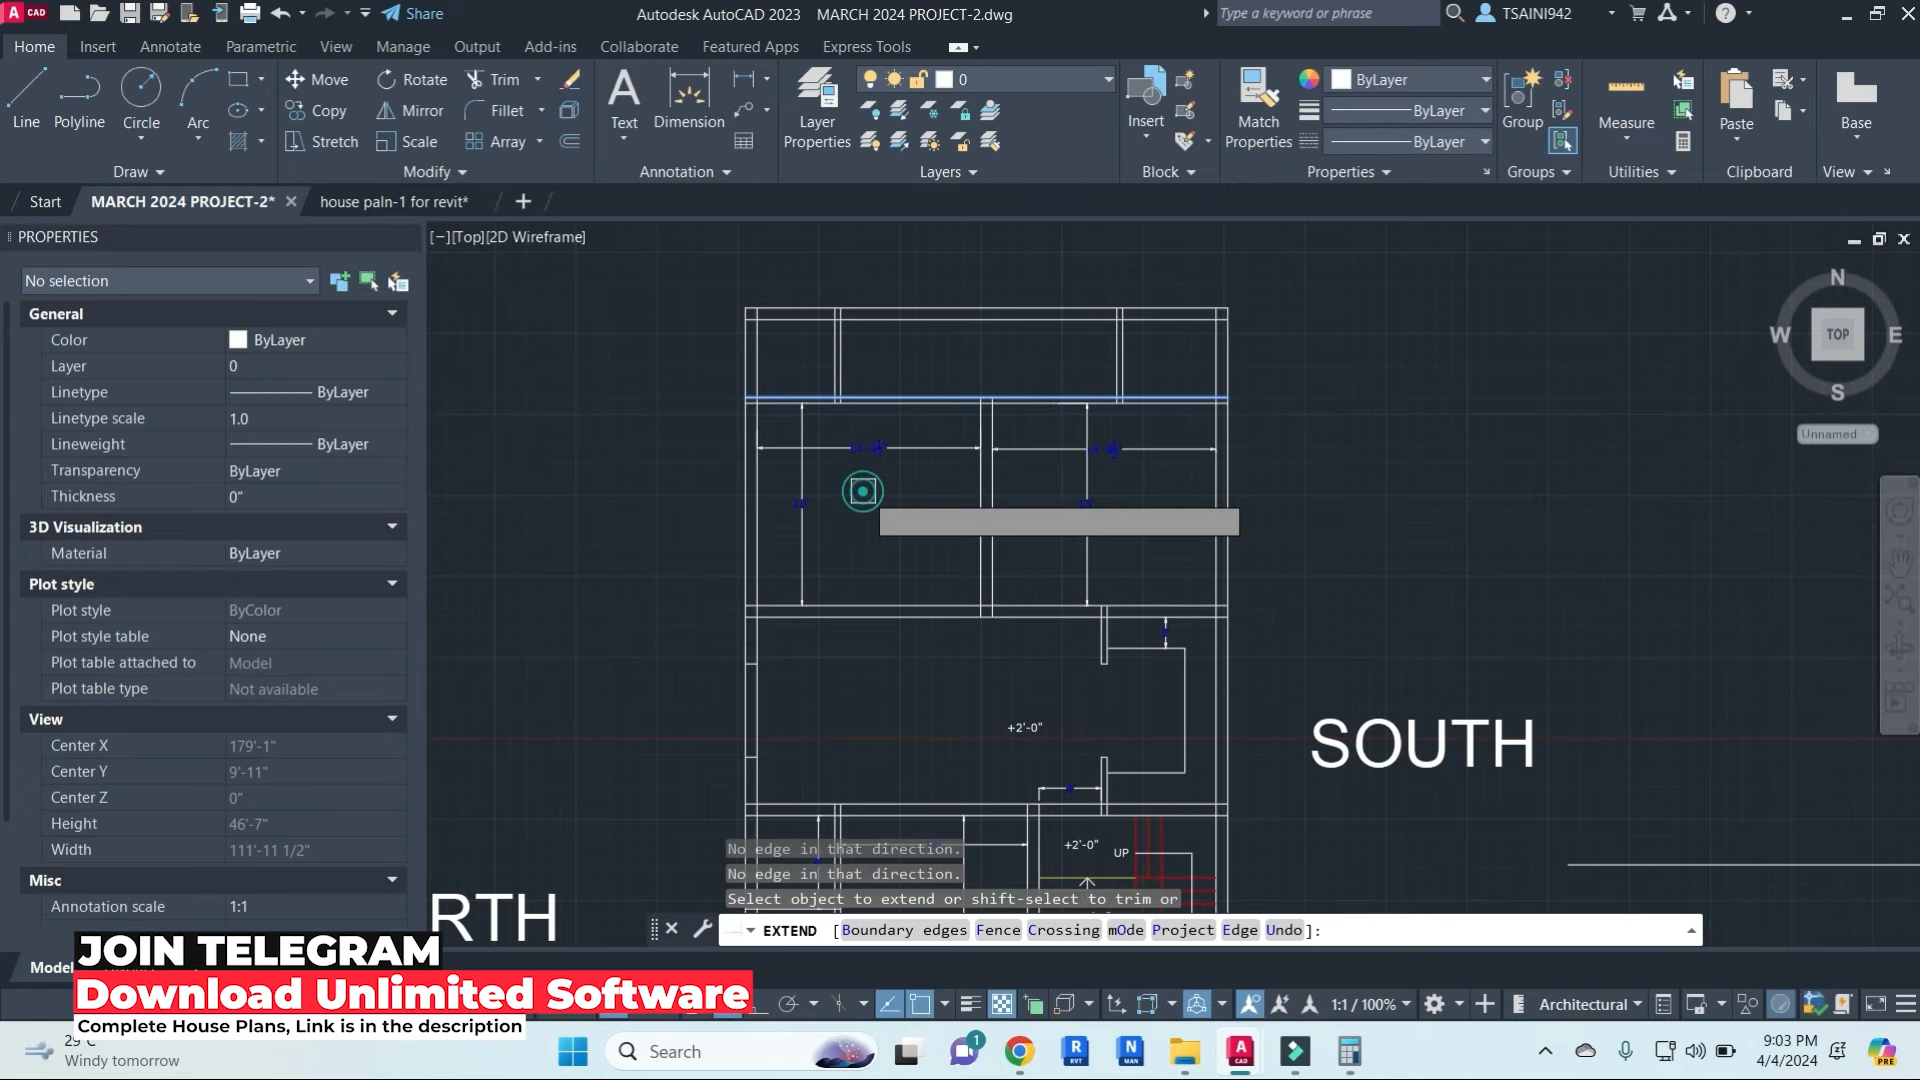 CAD
Share
Autodesk AutoCAD 2023 MARCH 2024 PROJECT-2.dwg
Type a keyword or phrase
TSAINI942
Home Insert Annotate Parametric View Manage Output Add-ins Collaborate Featured Apps Express Tools
Line Polyline Circle Arc
Move Rotate Trim
Copy Mirror Fillet
Stretch Scale Array
Text Dimension
Layer Properties
0
Insert
Match Properties
ByLayer
ByLayer
ByLayer
Group
Measure
Paste
Base
Draw Modify Annotation Layers Block Properties Groups Utilities Clipboard View
Start MARCH 2024 PROJECT-2* house paln-1 for revit*
PROPERTIES
[−][Top][2D Wireframe]
No selection
General
Color ByLayer
Layer 0
Linetype ByLayer
Linetype scale 1.0
Lineweight ByLayer
Transparency ByLayer
Thickness 0"
3D Visualization
Material ByLayer
Plot style
Plot style ByColor
Plot style table None
Plot table attached to Model
Plot table type Not available
View
Center X 179'-1"
Center Y 9'-11"
Center Z 0"
Height 46'-7"
Width 111'-11 1/2"
Misc
Annotation scale 1:1
N
W TOP E
S
Unnamed
+2'-0"
SOUTH
+2'-0"
UP
RTH
No edge in that direction.
No edge in that direction.
Select object to extend or shift-select to trim or
EXTEND [Boundary edges Fence Crossing mOde Project Edge Undo]:
Model
JOIN TELEGRAM
Download Unlimited Software
Complete House Plans, Link is in the description
1:1 / 100%
Architectural
29°C
Windy tomorrow
Search
1
RVT
N
MAN
A
CAD
9:03 PM
4/4/2024
PRE